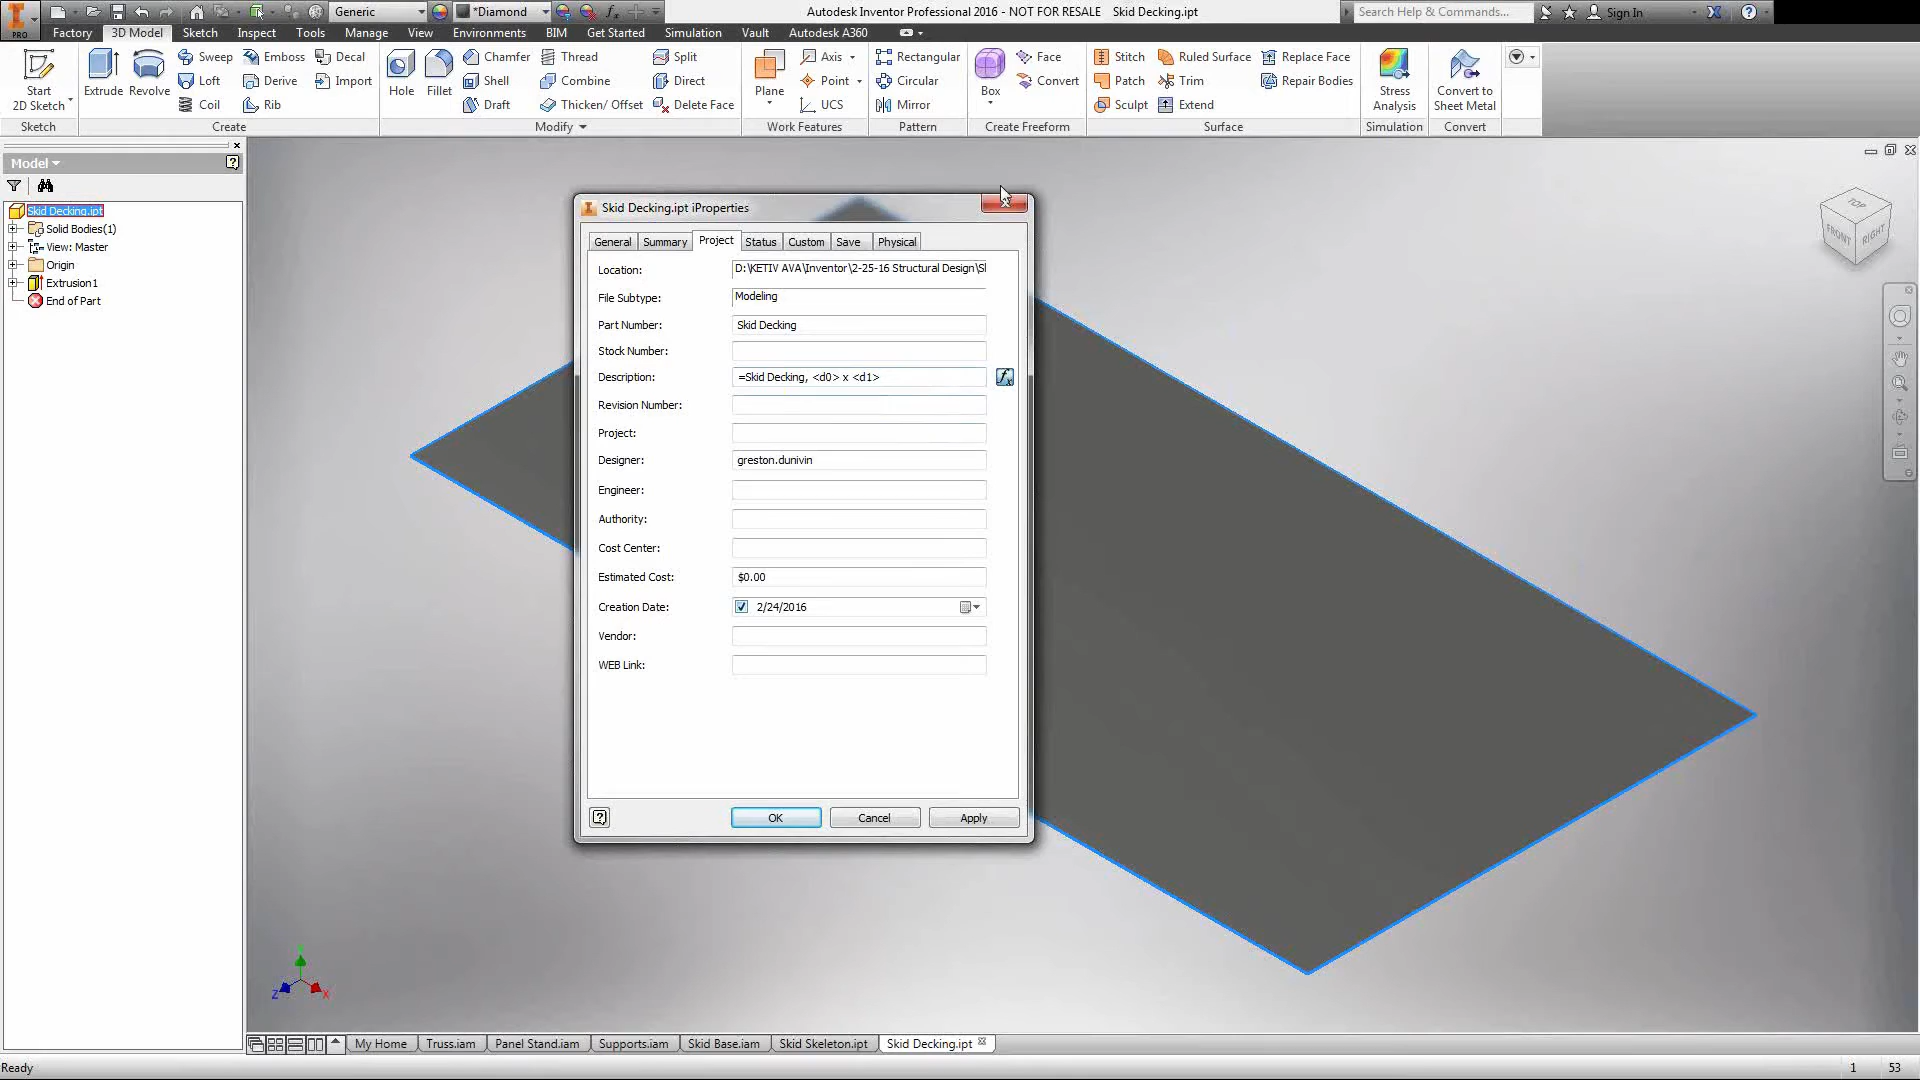 PRO
Generic
*Diamond
Autodesk Inventor Professional 2016 - NOT FOR RESALE Skid Decking.ipt
Search Help & Commands...
Sign In
Factory 3D Model Sketch Inspect Tools Manage View Environments BIM Get Started Simulation Vault Autodesk A360
Start
2D Sketch
Extrude
Revolve
Sweep Emboss Decal
Loft Derive Import
Coil Rib
Hole
Fillet
Chamfer Thread Split
Shell Combine Direct
Draft Thicken/ Offset Delete Face
Plane
Axis
Point
UCS
Rectangular
Circular
Mirror
Box
Face
Convert
Stitch Ruled Surface Replace Face
Patch Trim Repair Bodies
Sculpt Extend
Stress
Analysis
Convert to
Sheet Metal
Sketch Create Modify Work Features Pattern Create Freeform Surface Simulation Convert
Model
Skid Decking.ipt
Solid Bodies(1)
View: Master
Origin
Extrusion1
End of Part
Skid Decking.ipt iProperties
General Summary Project Status Custom Save Physical
Location: D:\KETIV AVA\Inventor\2-25-16 Structural Design\Sl
File Subtype: Modeling
Part Number: Skid Decking
Stock Number:
Description: =Skid Decking, <d0> x <d1>
Revision Number:
Project:
Designer: greston.dunivin
Engineer:
Authority:
Cost Center:
Estimated Cost: $0.00
Creation Date: 2/24/2016
Vendor:
WEB Link:
OK Cancel Apply
TOP
FRONT RIGHT
Z X
My Home Truss.iam Panel Stand.iam Supports.iam Skid Base.iam Skid Skeleton.ipt Skid Decking.ipt
Ready
1 53